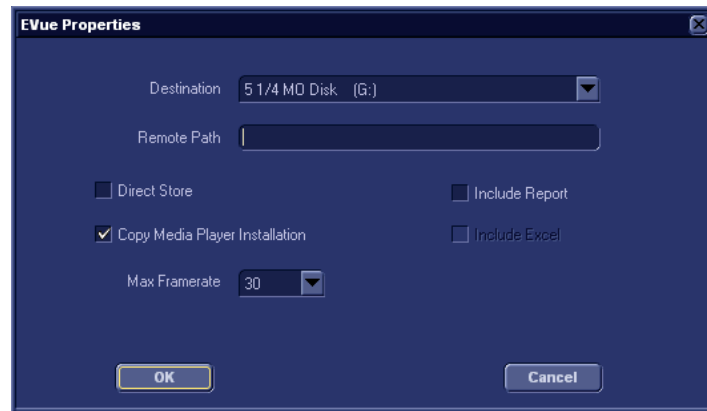 EVue Properties
Destination 5 1/4 MO Disk (G:)
Remote Path
Direct Store Include Report
Copy Media Player Installation Include Excel
Max Framerate 30
OK Cancel